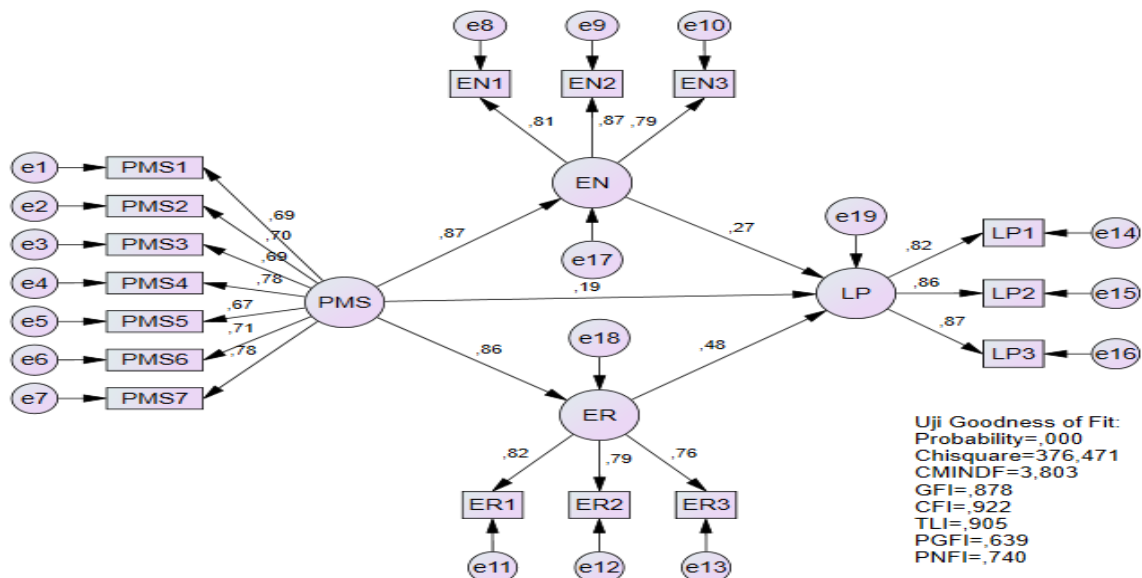 e8
e9
e10
EN1
EN2
EN3
,81
,87
,79
e1
PMS1
e2
PMS2
e3
PMS3
e4
PMS4
e5
PMS5
e6
PMS6
e7
PMS7
,69
,70
,69
,78
,67
,71
,78
PMS
,87
EN
e17
,27
,19
,86
e18
ER
,48
e19
LP
,82
,86
,87
LP1
e14
LP2
e15
LP3
e16
,82
,79
,76
ER1
ER2
ER3
e11
e12
e13
Uji Goodness of Fit:
Probability=,000
Chisquare=376,471
CMINDF=3,803
GFI=,878
CFI=,922
TLI=,905
PGFI=,639
PNFI=,740